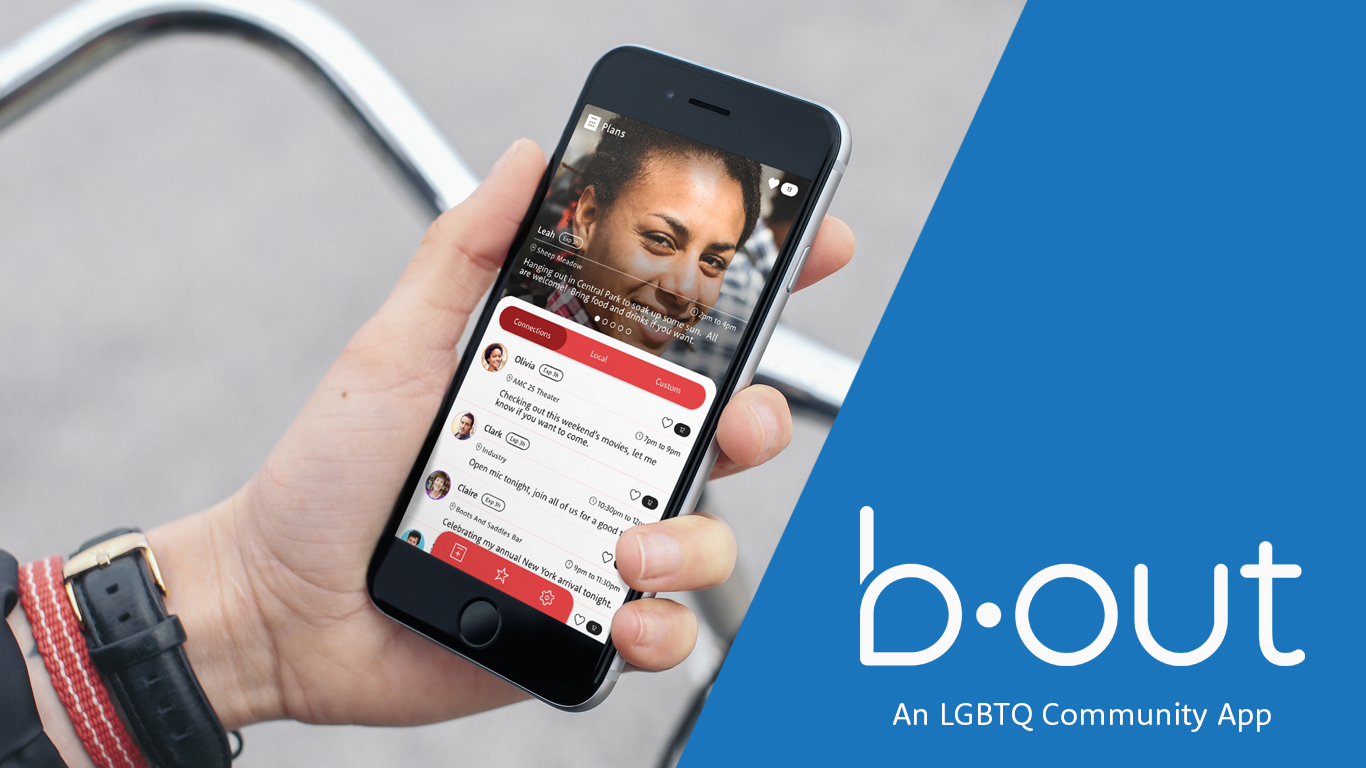 Plans
13
Leah Exp 3h
Sheep Meadow
2pm to 4pm
Hanging out in Central Park to soak up some sun. All
are welcome! Bring food and drinks if you want.
Connections Local Custom
Olivia Exp 3h
12
AMC 25 Theater
7pm to 9pm
Checking out this weekend's movies, let me
know if you want to come.
Clark Exp 3h
12
Industry
10:30pm to
Open mic tonight, join all of us for a good
Claire Exp 3h
Boots And Saddles Bar
9pm to 11:30pm
Celebrating my annual New York arrival tonight.
12
b•out
An LGBTQ Community App